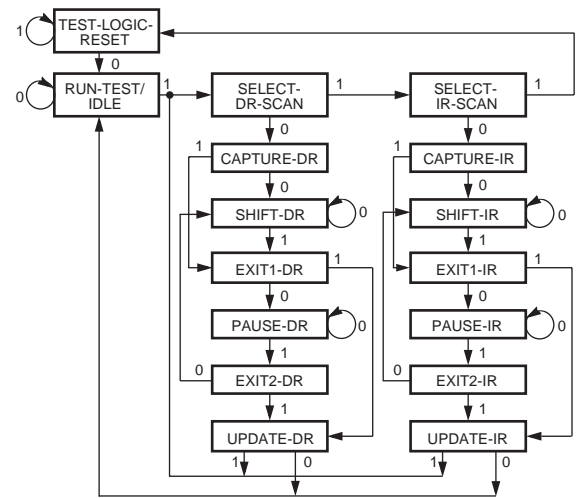 1
TEST-LOGIC-
RESET
0
0
RUN-TEST/
IDLE
1
SELECT-
DR-SCAN
1
SELECT-
IR-SCAN
1
0
0
1
CAPTURE-DR
1
CAPTURE-IR
0
0
SHIFT-DR
0
SHIFT-IR
0
1
1
EXIT1-DR
1
EXIT1-IR
1
0
0
PAUSE-DR
0
PAUSE-IR
0
1
1
0
EXIT2-DR
0
EXIT2-IR
1
1
UPDATE-DR
UPDATE-IR
1
0
1
0